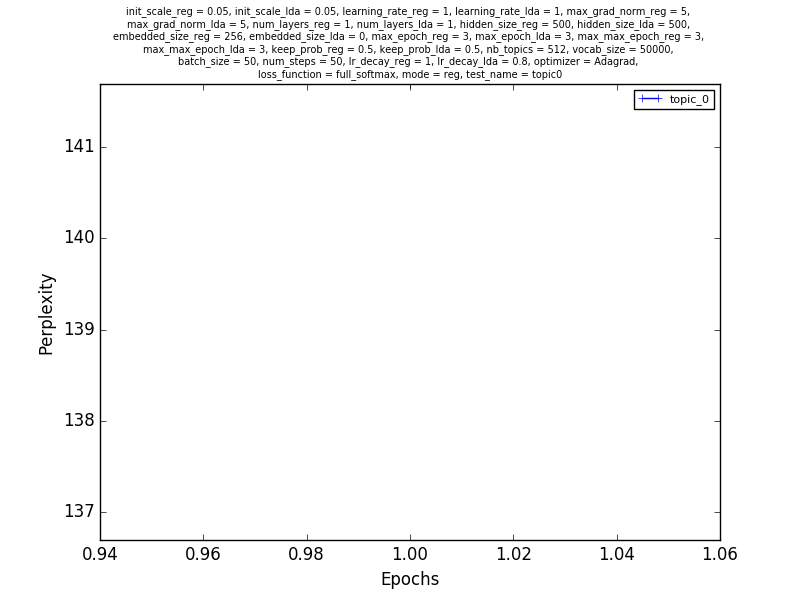 init_scale_reg = 0.05, init_scale_lda = 0.05, learning_rate_reg = 1, learning_rate_lda = 1, max_grad_norm_reg = 5,
max_grad_norm_lda = 5, num_layers_reg = 1, num_layers_lda = 1, hidden_size_reg = 500, hidden_size_lda = 500,
embedded_size_reg = 256, embedded_size_lda = 0, max_epoch_reg = 3, max_epoch_lda = 3, max_max_epoch_reg = 3,
max_max_epoch_lda = 3, keep_prob_reg = 0.5, keep_prob_lda = 0.5, nb_topics = 512, vocab_size = 50000,
batch_size = 50, num_steps = 50, lr_decay_reg = 1, lr_decay_lda = 0.8, optimizer = Adagrad,
loss_function = full_softmax, mode = reg, test_name = topic0
topic_0
141
140
139
138
137
Perplexity
0.94 0.96 0.98 1.00 1.02 1.04 1.06
Epochs